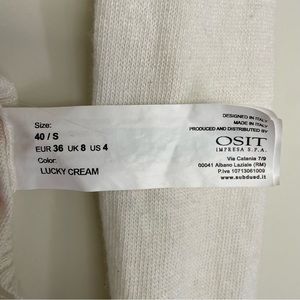 Size:
40 / S
EUR 36 UK 8 US 4
Color:
LUCKY CREAM
DESIGNED IN ITALY
MADE IN ITALY
PRODUCED AND DISTRIBUTED BY
OSIT
IMPRESA S.P.A.
Via Catania 7/9
00041 Albano Laziale (RM)
P.Iva 10713061009
www.subdued.it